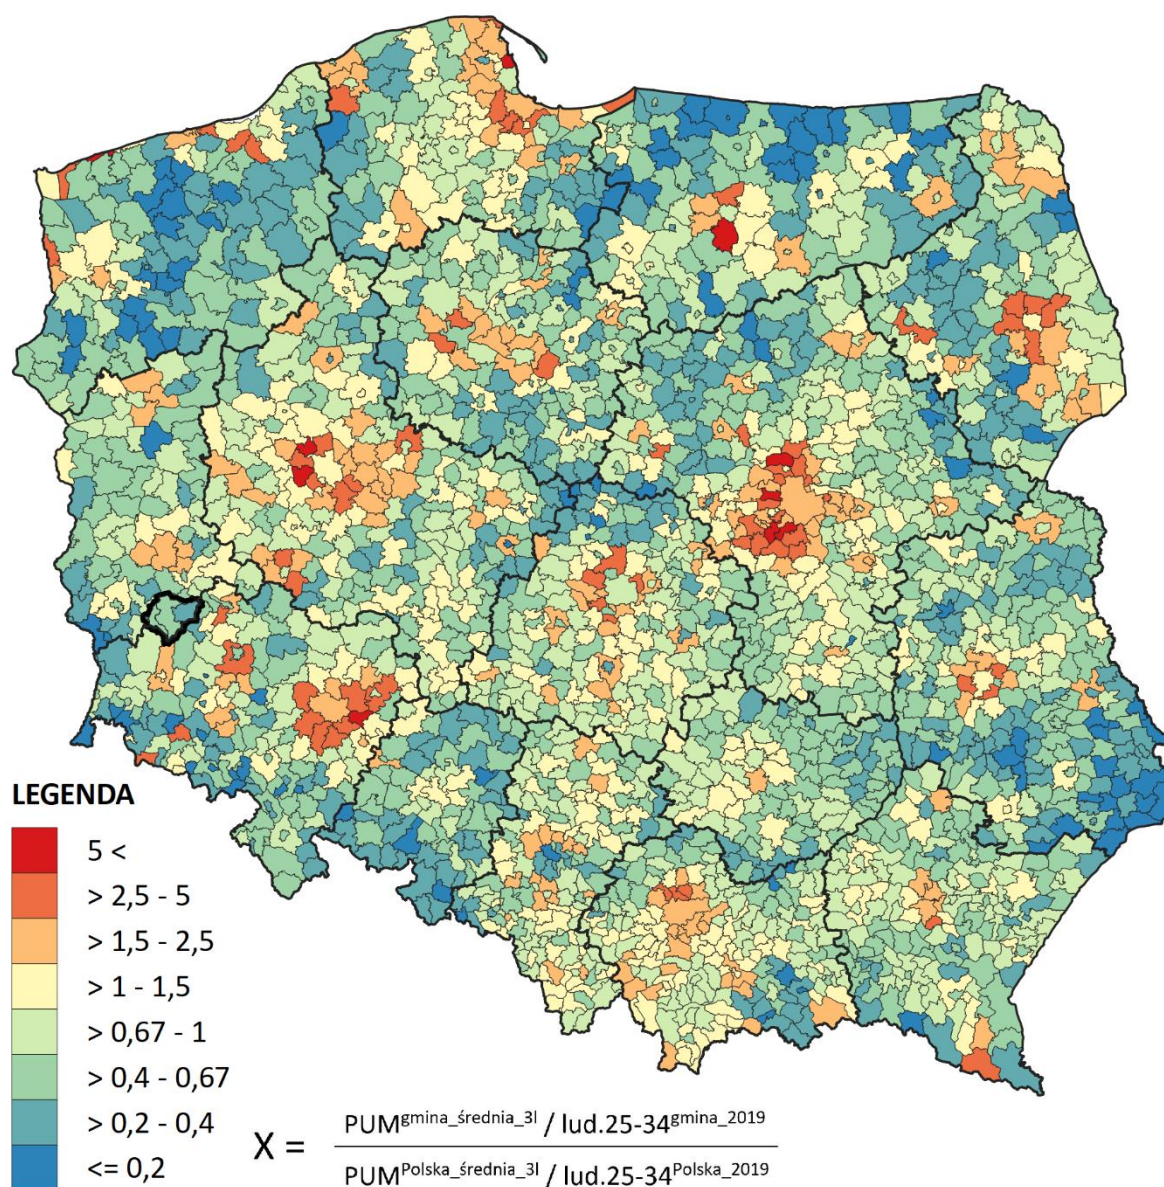 LEGENDA
5 <
> 2,5 - 5
> 1,5 - 2,5
> 1 - 1,5
> 0,67 - 1
> 0,4 - 0,67
> 0,2 - 0,4
<= 0,2
X =
PUMgmina_średnia_3l / lud.25-34gmina_2019
PUMPolska_średnia_3l / lud.25-34Polska_2019